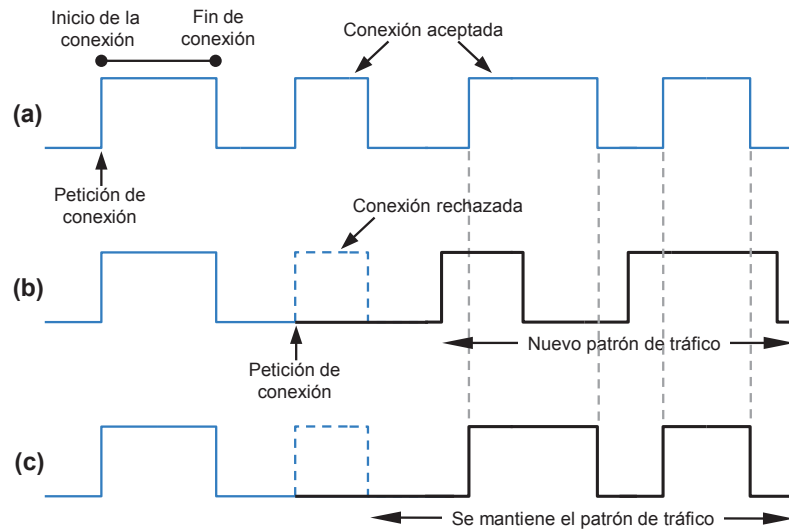 Inicio de la
conexión
Fin de
conexión
Conexión aceptada
(a)
Petición de
conexión
Conexión rechazada
(b)
Nuevo patrón de tráfico
Petición de
conexión
(c)
Se mantiene el patrón de tráfico